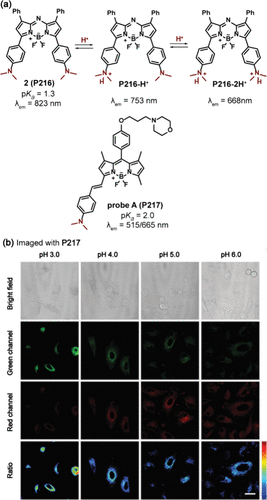 (a)
Ph N Ph
Ph N Ph
Ph N Ph
H⁺ H⁺
N B N
N B N
N B N
F F
F F
F F
N N
N N H
N H N H
2 (P216) P216-H⁺ P216-2H⁺
pKa = 1.3
λem = 823 nm λem = 753 nm λem = 668nm
O N O
N B N
F F
N
probe A (P217)
pKa = 2.0
λem = 515/665 nm
(b) Imaged with P217
pH 3.0 pH 4.0 pH 5.0 pH 6.0
Bright field
Green channel
Red channel
Ratio